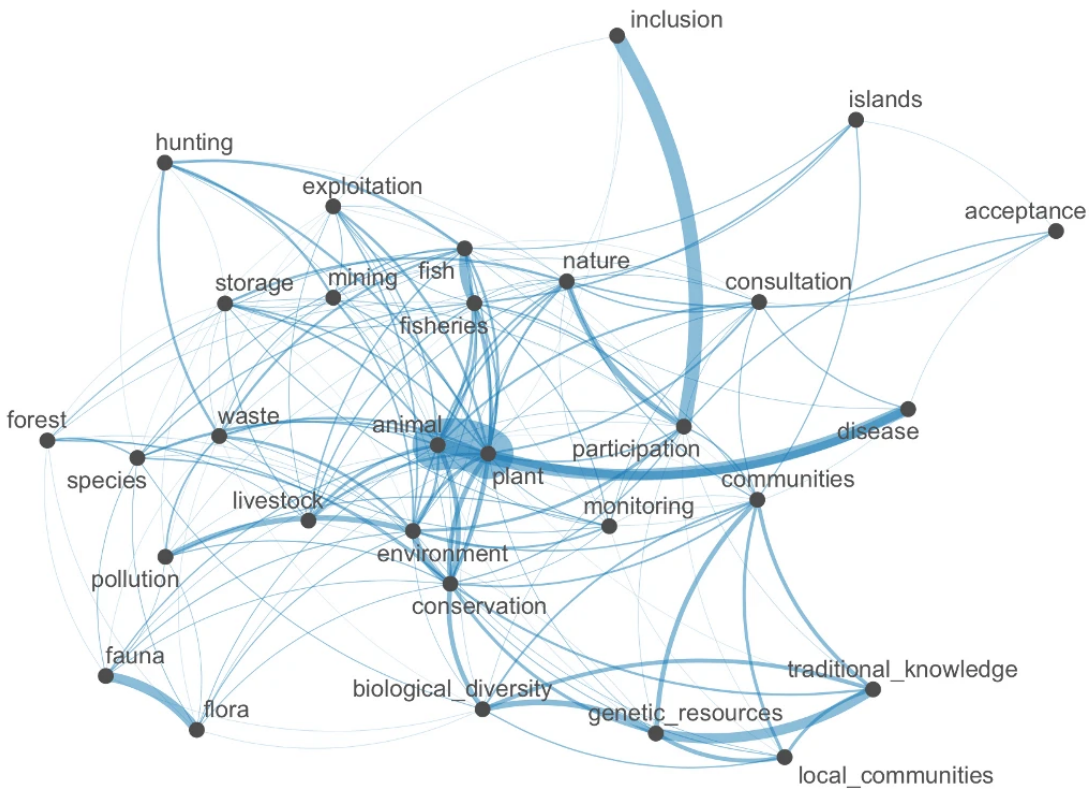 inclusion
islands
hunting
exploitation
acceptance
fish
nature
storage
mining
consultation
fisheries
forest
waste
animal
disease
participation
species
plant
communities
livestock
monitoring
environment
pollution
conservation
fauna
traditional_knowledge
biological_diversity
flora
genetic_resources
local_communities